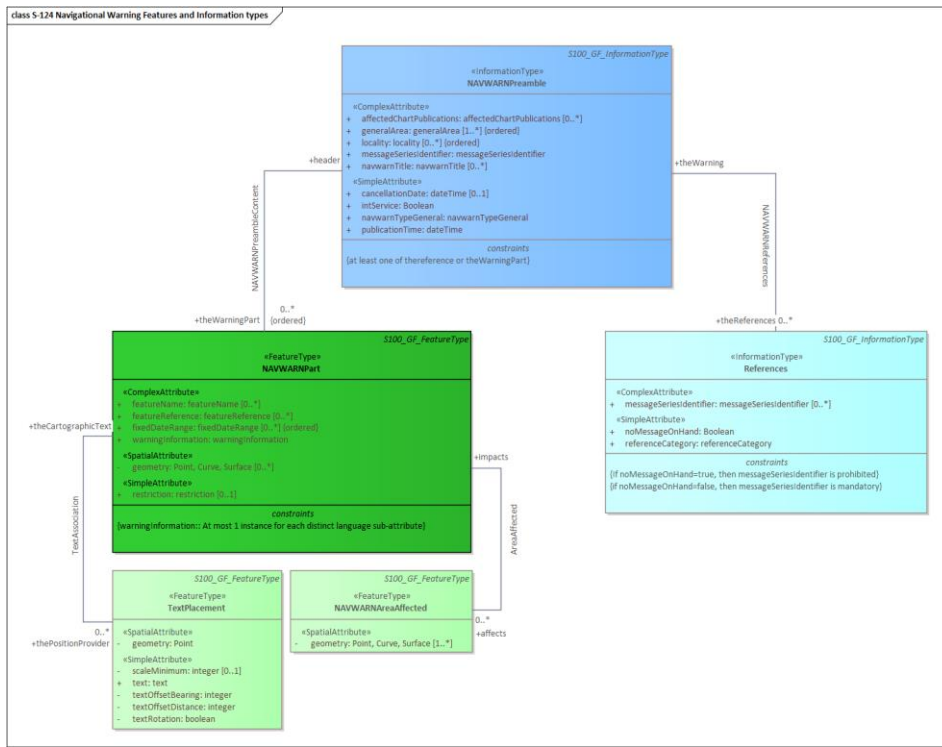 class S-124 Navigational Warning Features and Information types
S100_GF_InformationType
«InformationType»
NAVWARNPreamble
«ComplexAttribute»
+ affectedChartPublications: affectedChartPublications [0..*]
+ generalArea: generalArea [1..*] {ordered}
+ locality: locality [0..*] {ordered}
+ messageSeriesIdentifier: messageSeriesIdentifier
+ navwarnTitle: navwarnTitle [0..*]
«SimpleAttribute»
+ cancellationDate: dateTime [0..1]
+ intService: Boolean
+ navwarnTypeGeneral: navwarnTypeGeneral
+ publicationTime: dateTime
constraints
{at least one of thereference or theWarningPart}
+header
+theWarning
NAVWARNPreambleContent
NAVWARNReferences
0..*
+theWarningPart {ordered}
+theReferences 0..*
S100_GF_FeatureType
«FeatureType»
NAVWARNPart
«ComplexAttribute»
+ featureName: featureName [0..*]
+ featureReference: featureReference [0..*]
+ fixedDateRange: fixedDateRange [0..*] {ordered}
+ warningInformation: warningInformation
«SpatialAttribute»
- geometry: Point, Curve, Surface [0..*]
«SimpleAttribute»
+ restriction: restriction [0..1]
constraints
{warningInformation:: At most 1 instance for each distinct language sub-attribute}
S100_GF_InformationType
«InformationType»
References
«ComplexAttribute»
+ messageSeriesIdentifier: messageSeriesIdentifier [0..*]
«SimpleAttribute»
+ noMessageOnHand: Boolean
+ referenceCategory: referenceCategory
constraints
{If noMessageOnHand=true, then messageSeriesIdentifier is prohibited}
{if noMessageOnHand=false, then messageSeriesIdentifier is mandatory}
+theCartographicText
+impacts
TextAssociation
AreaAffected
0..*
+thePositionProvider
S100_GF_FeatureType
«FeatureType»
TextPlacement
«SpatialAttribute»
- geometry: Point
«SimpleAttribute»
- scaleMinimum: integer [0..1]
+ text: text
- textOffsetBearing: integer
- textOffsetDistance: integer
- textRotation: boolean
S100_GF_FeatureType
«FeatureType»
NAVWARNAreaAffected
«SpatialAttribute»
- geometry: Point, Curve, Surface [1..*]
0..*
+affects